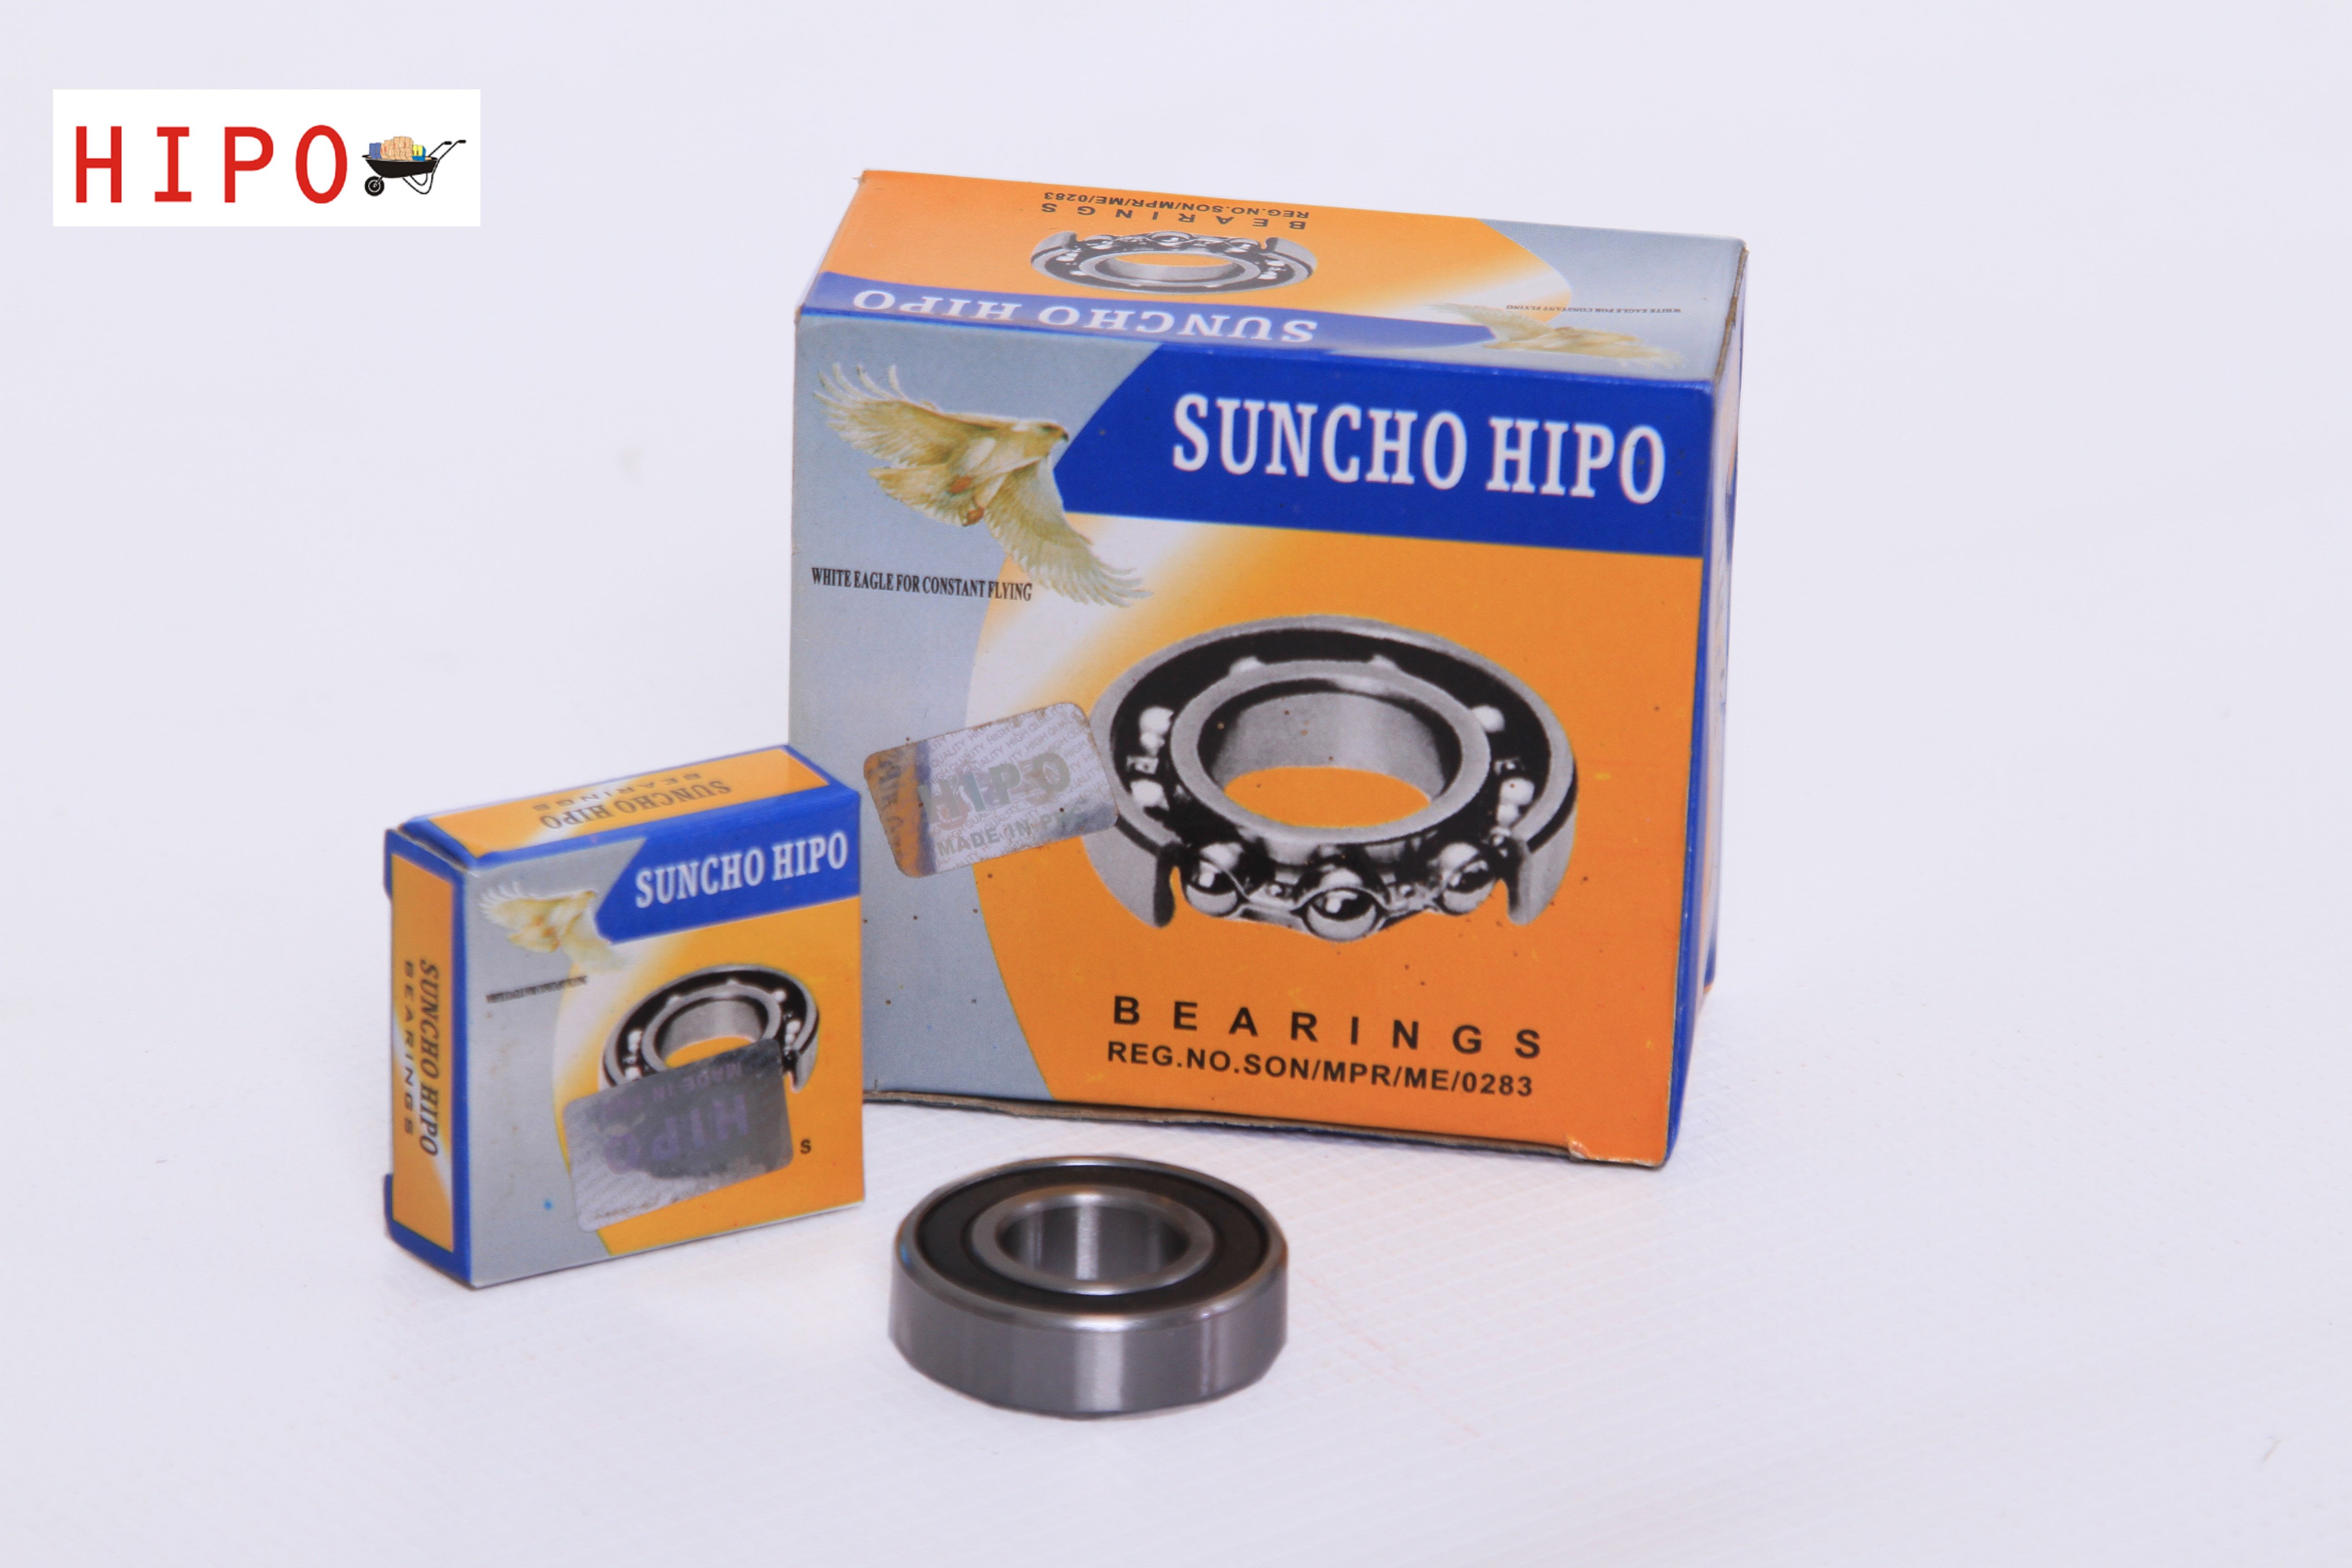 HIPO
BEARINGS
REG.NO.SON/MPR/ME/0283
SUNCHO HIPO
WHITE EAGLE FOR CONSTANT FLYING
SUNCHO HIPO
WHITE EAGLE FOR CONSTANT FLYING
HIPO
MADE IN
BEARINGS
REG.NO.SON/MPR/ME/0283
SUNCHO HIPO
BEARINGS
SUNCHO HIPO
SUNCHO HIPO
BEARINGS
MADE IN
HIPO
S